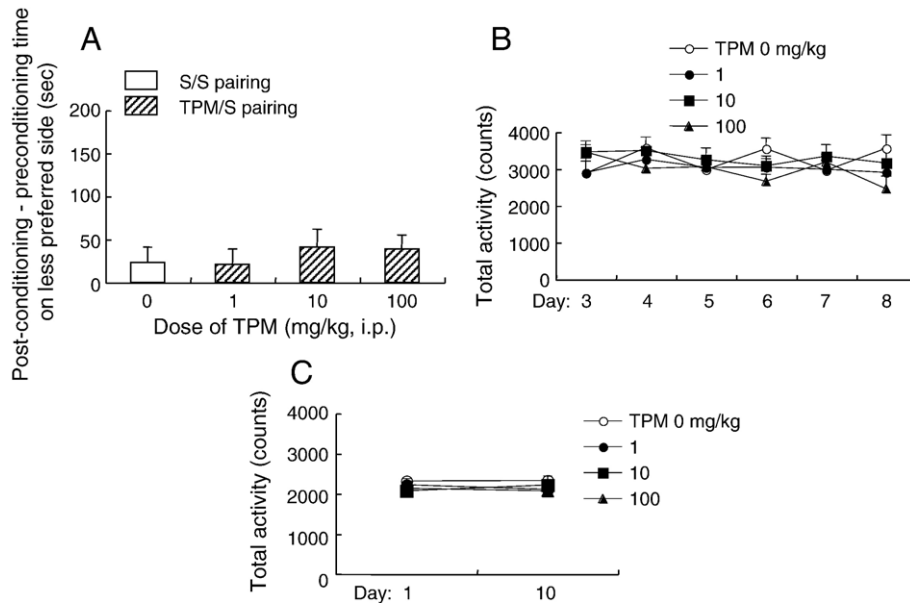 A
Post-conditioning - preconditioning time
on less preferred side (sec)
S/S pairing
TPM/S pairing
200
150
100
50
0
0 1 10 100
Dose of TPM (mg/kg, i.p.)
B
TPM 0 mg/kg
1
10
100
Total activity (counts)
4000
3000
2000
1000
0
Day: 3 4 5 6 7 8
C
Total activity (counts)
4000
3000
2000
1000
0
Day: 1 10
TPM 0 mg/kg
1
10
100